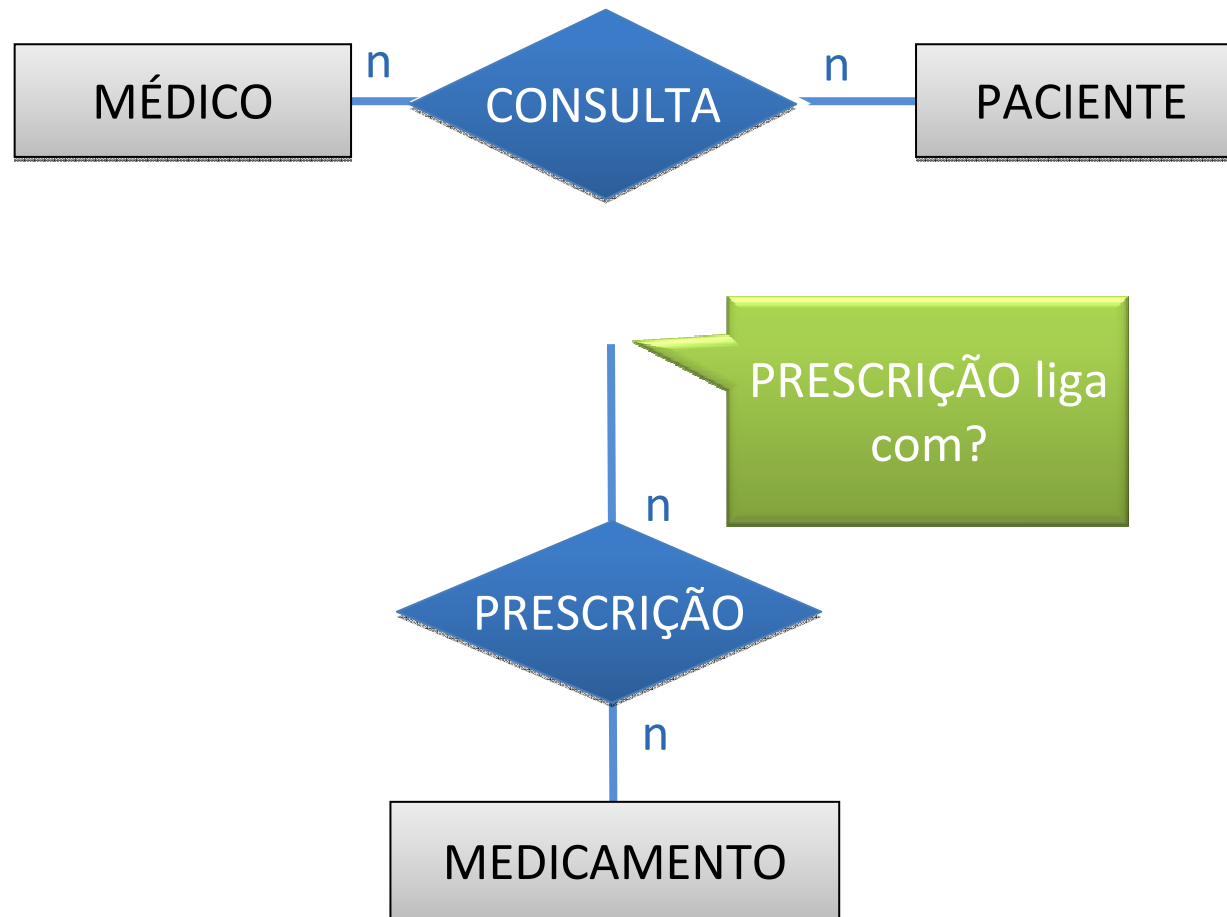 n
n
MÉDICO
CONSULTA
PACIENTE
PRESCRIÇÃO liga
com?
n
PRESCRIÇÃO
n
MEDICAMENTO